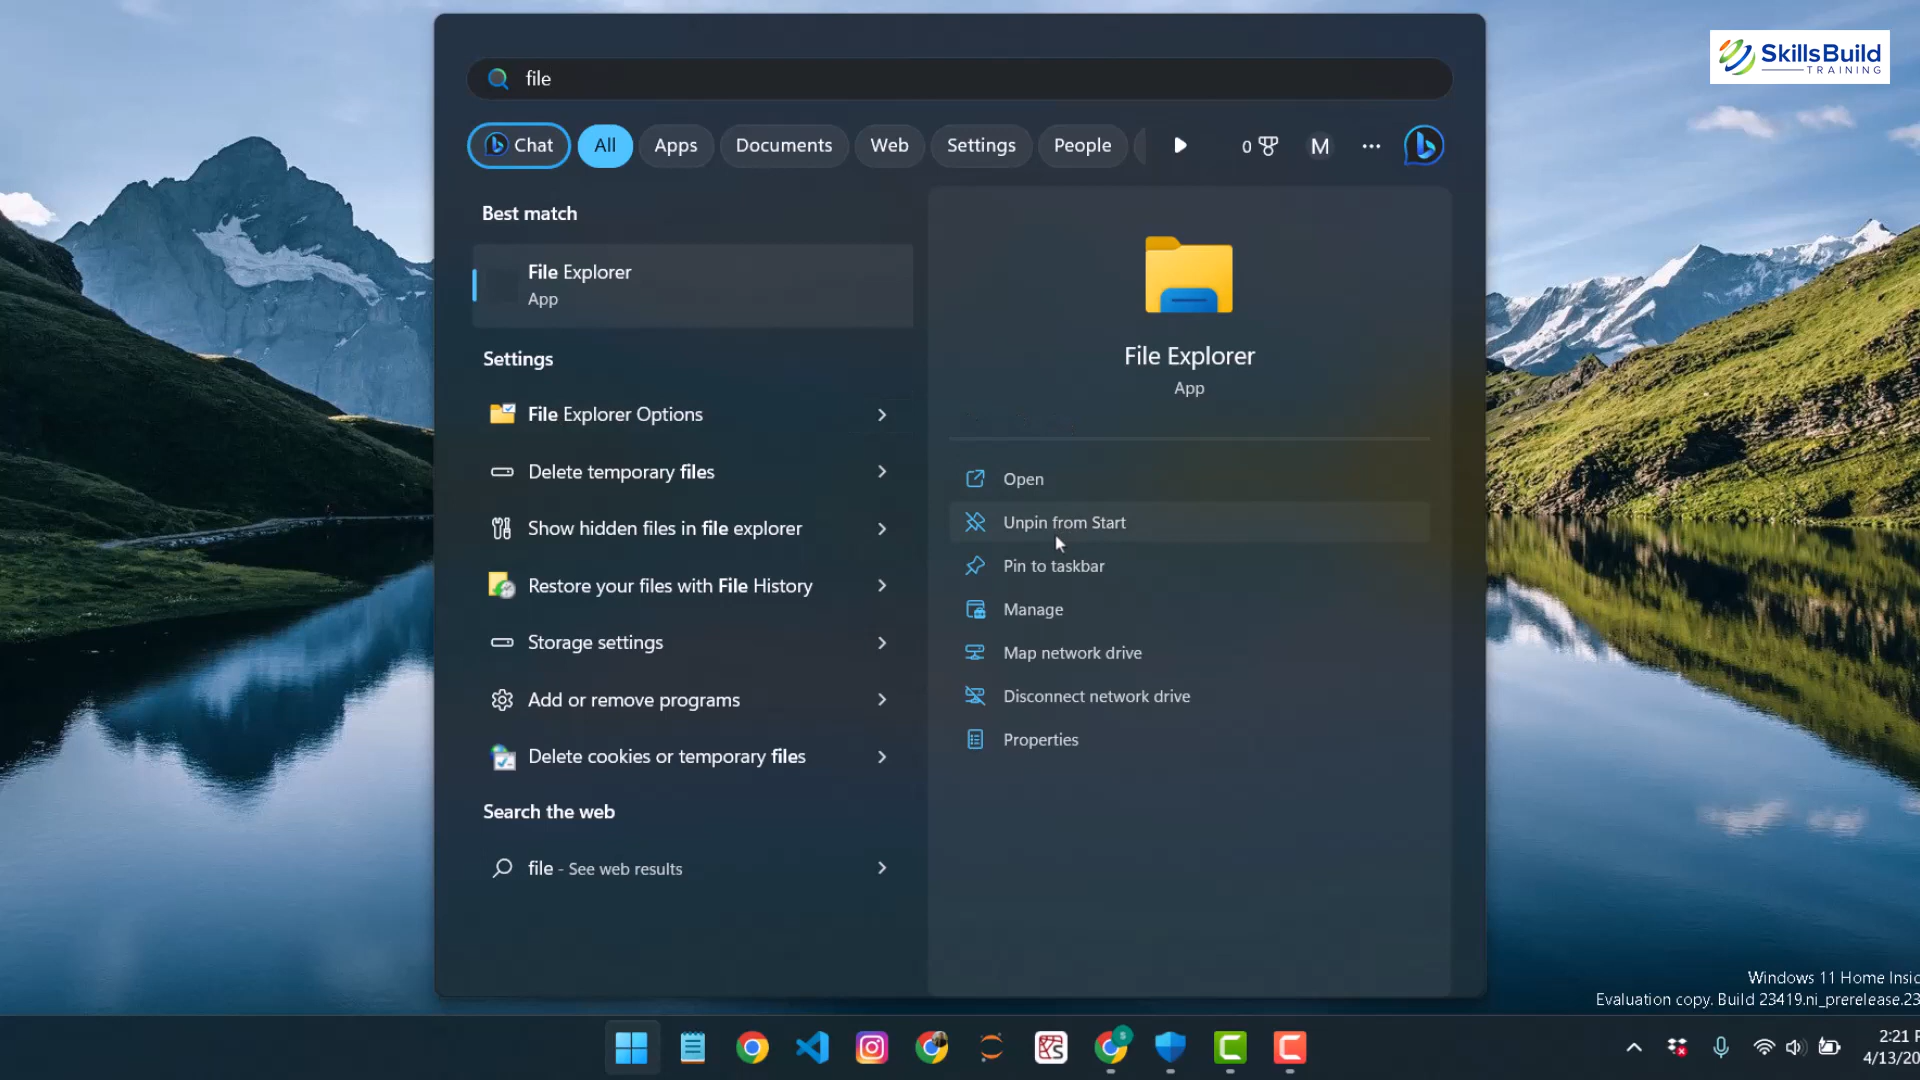 SkillsBuild
TRAINING
file
Chat
All
Apps
Documents
Web
Settings
People
0
M
Best match
File Explorer
App
Settings
File Explorer Options
Delete temporary files
Show hidden files in file explorer
Restore your files with File History
Storage settings
Add or remove programs
Delete cookies or temporary files
Search the web
file - See web results
File Explorer
App
Open
Unpin from Start
Pin to taskbar
Manage
Map network drive
Disconnect network drive
Properties
Windows 11 Home Insid
Evaluation copy. Build 23419.ni_prerelease.23
2:21 P
4/13/20